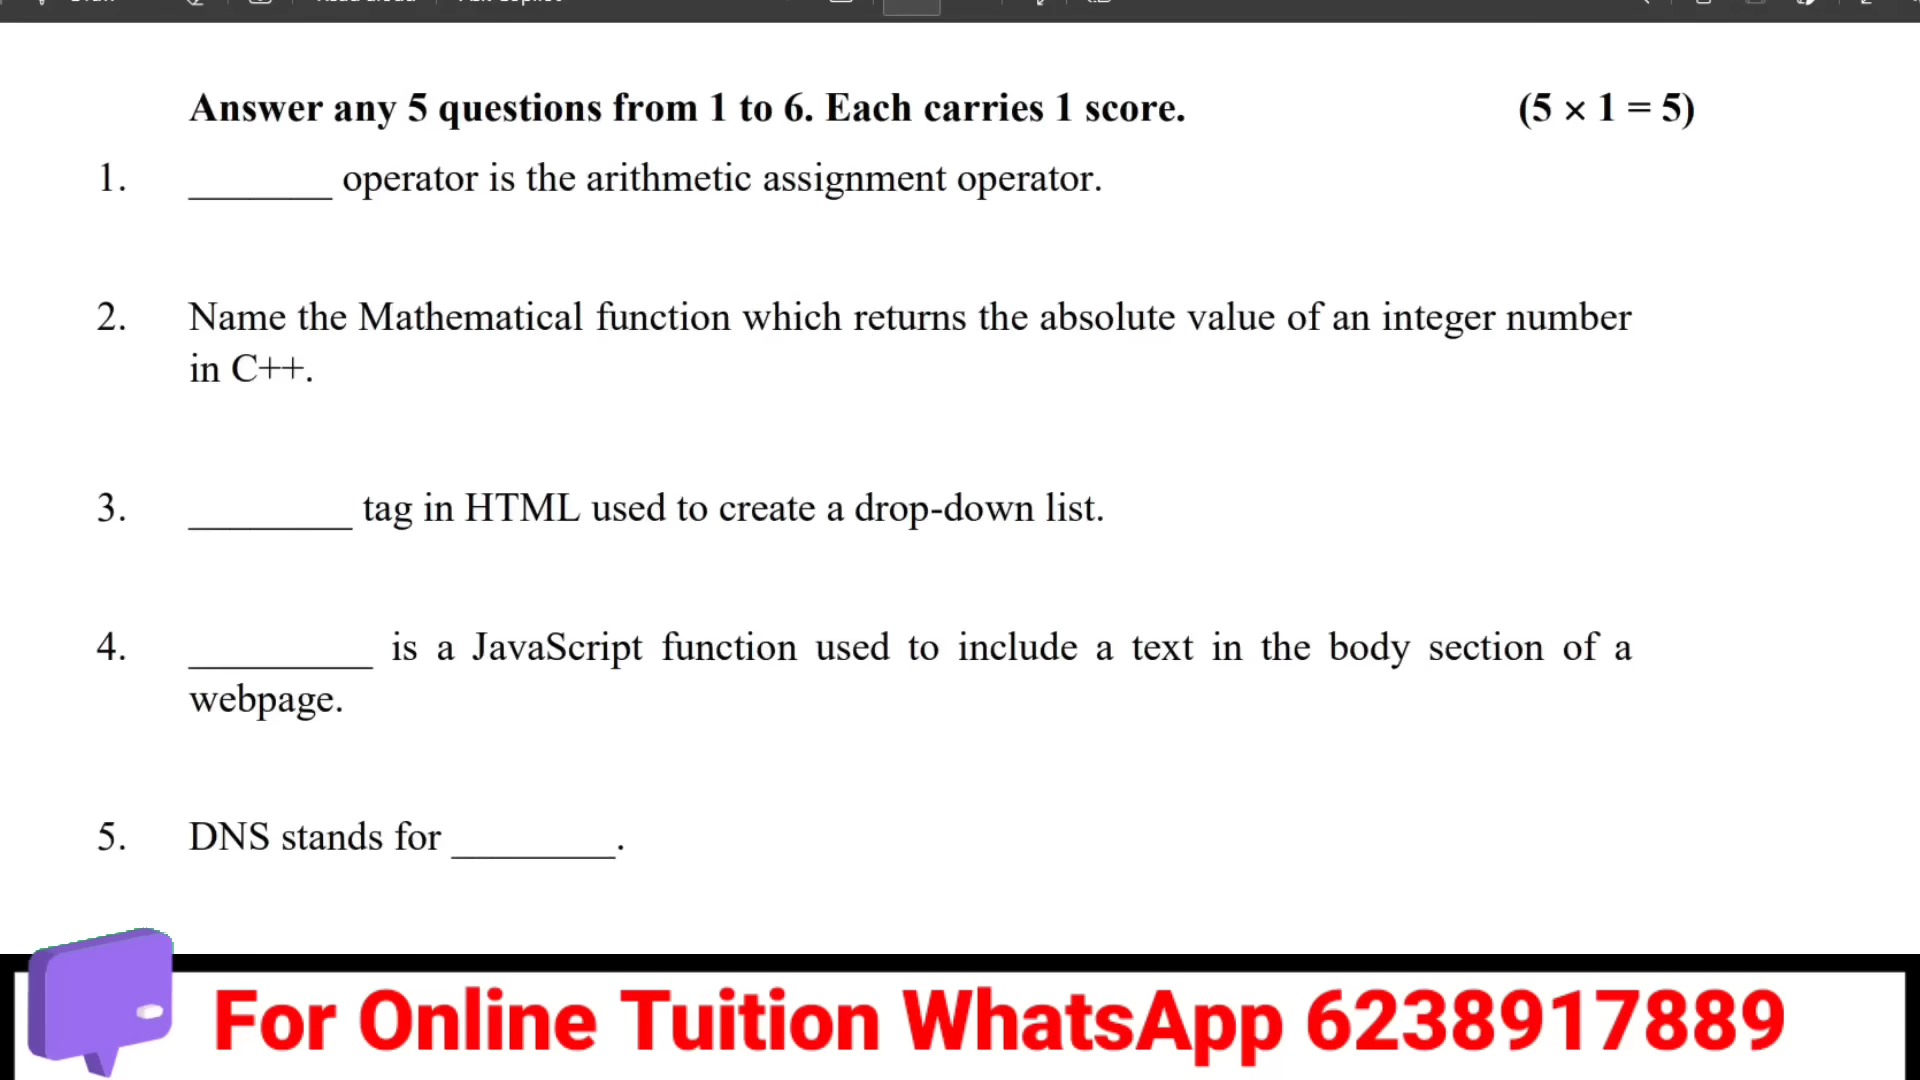 Answer any 5 questions from 1 to 6. Each carries 1 score. (5 × 1 = 5)
1. _______ operator is the arithmetic assignment operator.
2. Name the Mathematical function which returns the absolute value of an integer number
in C++.
3. ________ tag in HTML used to create a drop-down list.
4. _________ is a JavaScript function used to include a text in the body section of a
webpage.
5. DNS stands for ________.
For Online Tuition WhatsApp 6238917889